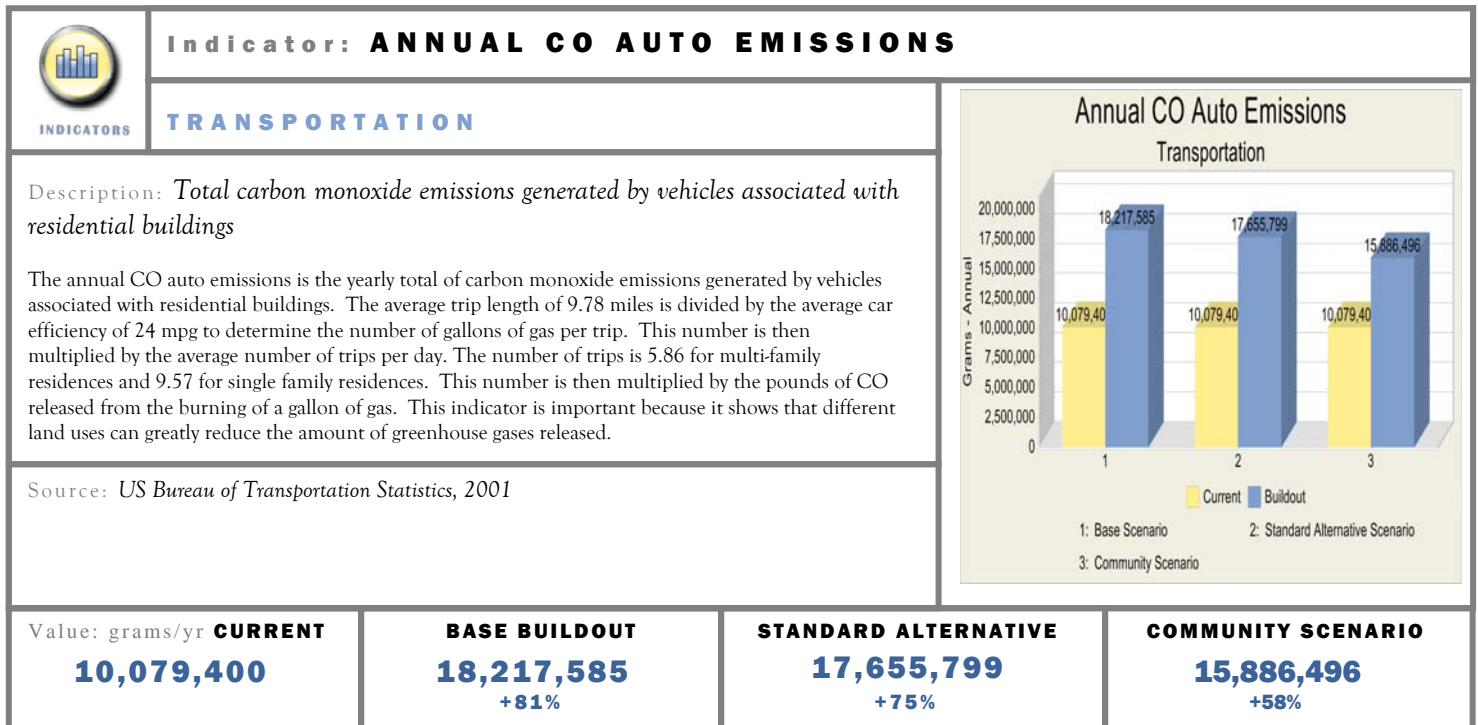 INDICATORS
Indicator: ANNUAL CO AUTO EMISSIONS
TRANSPORTATION
Description: Total carbon monoxide emissions generated by vehicles associated with
residential buildings
The annual CO auto emissions is the yearly total of carbon monoxide emissions generated by vehicles
associated with residential buildings. The average trip length of 9.78 miles is divided by the average car
efficiency of 24 mpg to determine the number of gallons of gas per trip. This number is then
multiplied by the average number of trips per day. The number of trips is 5.86 for multi-family
residences and 9.57 for single family residences. This number is then multiplied by the pounds of CO
released from the burning of a gallon of gas. This indicator is important because it shows that different
land uses can greatly reduce the amount of greenhouse gases released.
Source: US Bureau of Transportation Statistics, 2001
Annual CO Auto Emissions
Transportation
Grams - Annual
20,000,000
17,500,000
15,000,000
12,500,000
10,000,000
7,500,000
5,000,000
2,500,000
0
10,079,40
18,217,585
10,079,40
17,655,799
10,079,40
15,886,496
1 2 3
Current Buildout
1: Base Scenario 2: Standard Alternative Scenario
3: Community Scenario
Value: grams/yr CURRENT
10,079,400
BASE BUILDOUT
18,217,585
+81%
STANDARD ALTERNATIVE
17,655,799
+75%
COMMUNITY SCENARIO
15,886,496
+58%